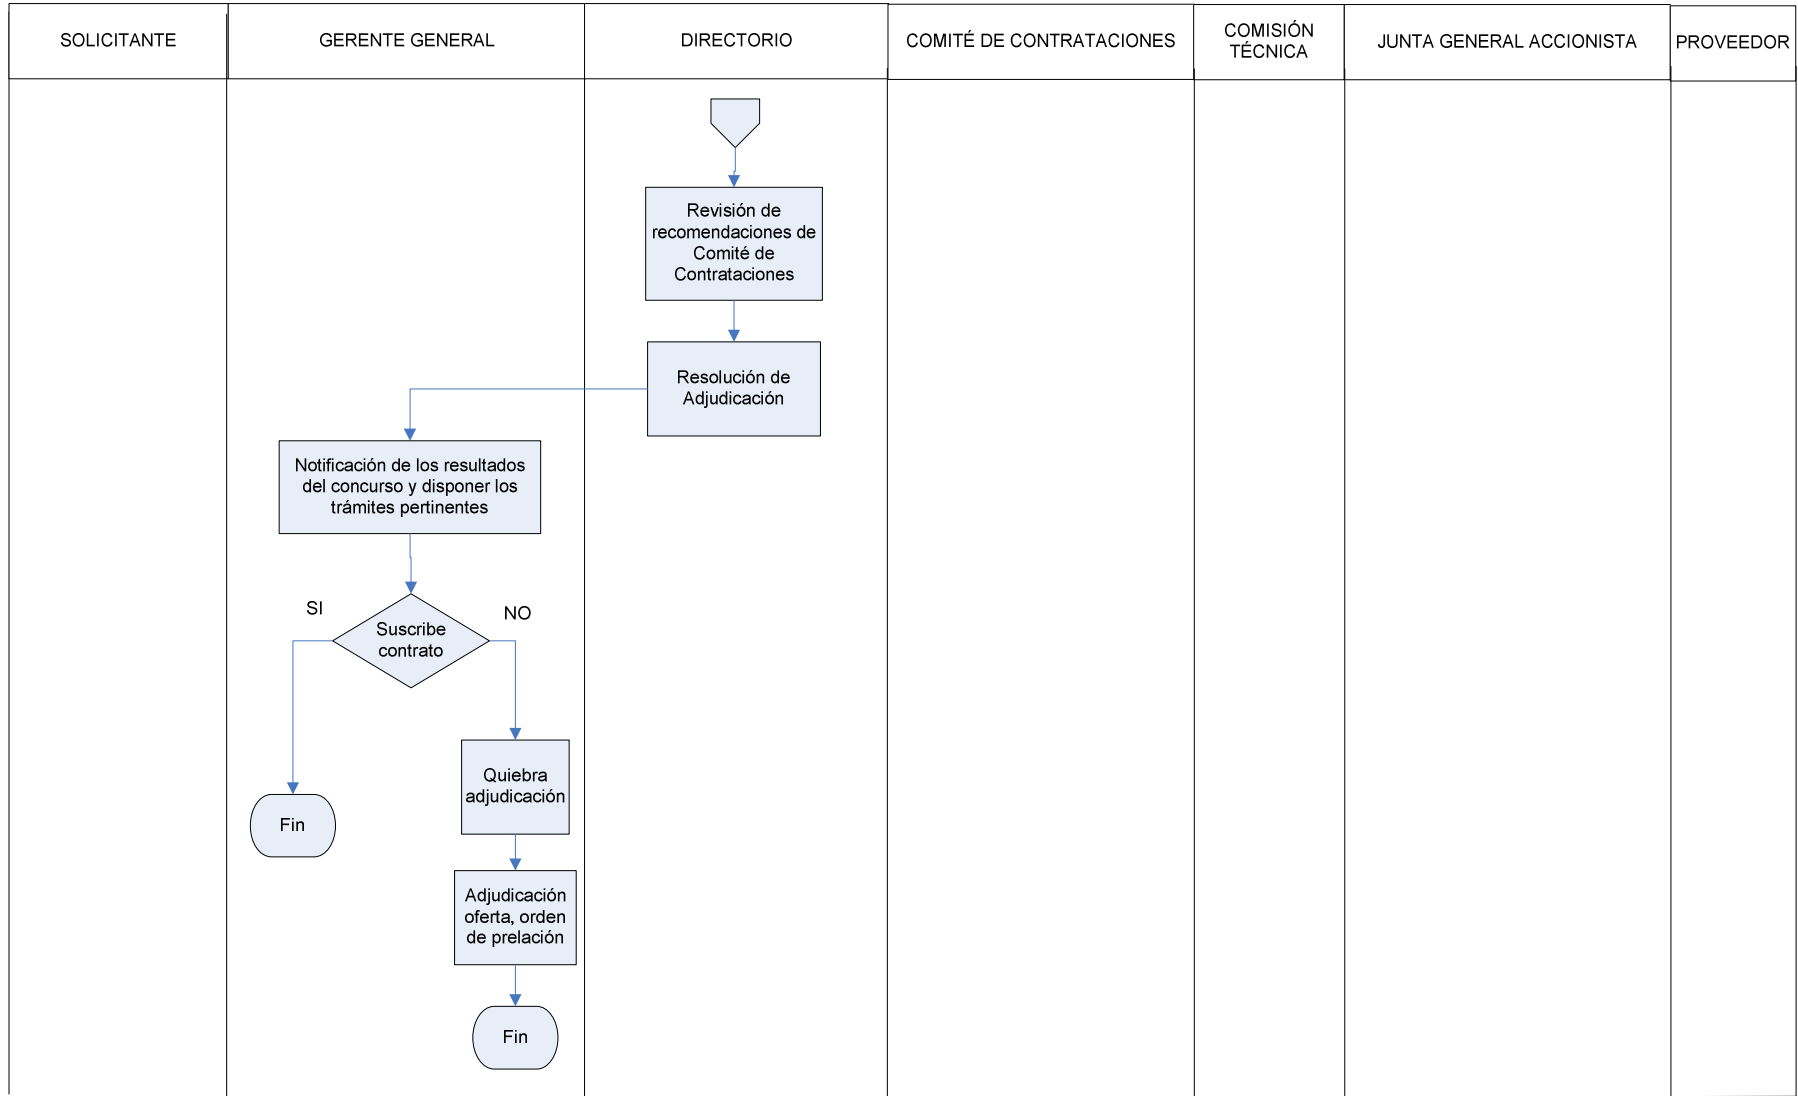 SOLICITANTE
GERENTE GENERAL
DIRECTORIO
COMITÉ DE CONTRATACIONES
COMISIÓN
TÉCNICA
JUNTA GENERAL ACCIONISTA
PROVEEDOR
Revisión de
recomendaciones de
Comité de
Contrataciones
Resolución de
Adjudicación
Notificación de los resultados
del concurso y disponer los
trámites pertinentes
SI
NO
Suscribe
contrato
Quiebra
adjudicación
Fin
Adjudicación
oferta, orden
de prelación
Fin